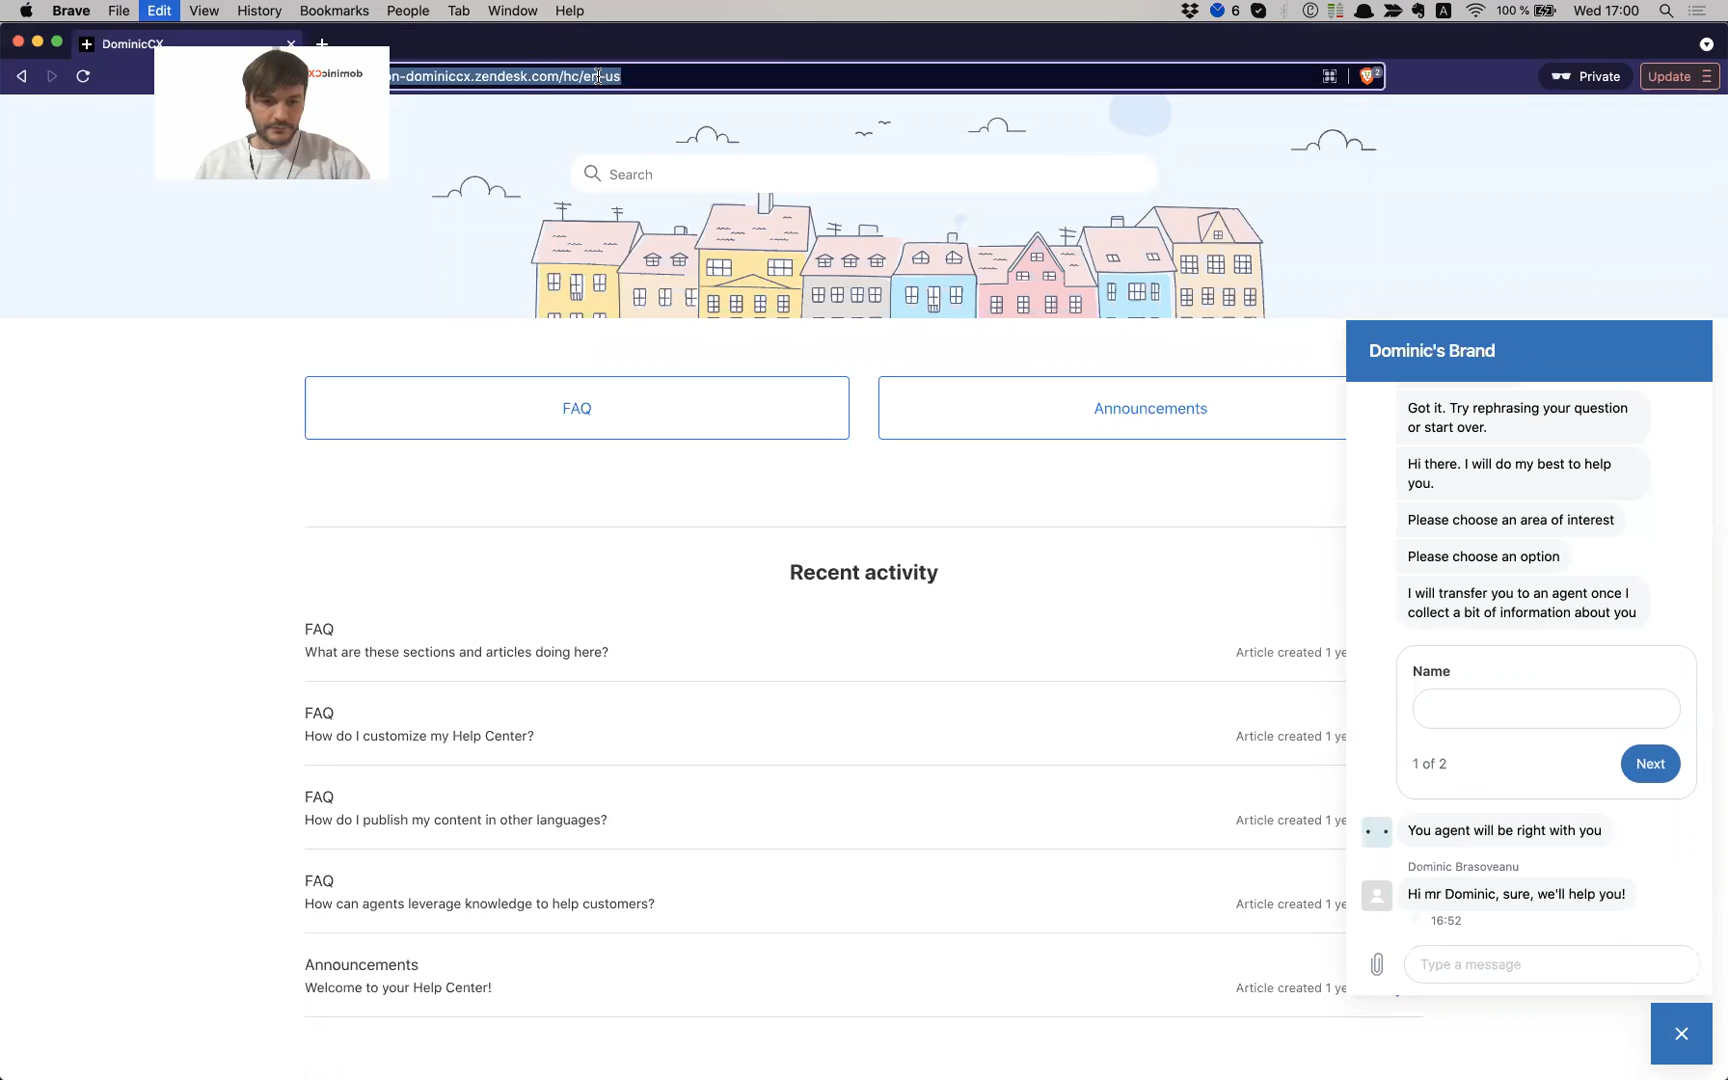 Brave File Edit View History Bookmarks People Tab Window Help
6
A
100 % Wed 17:00
DominicCX
n-dominiccx.zendesk.com/hc/en-us
2
Private
Update
dominicCX
Search
FAQ
Announcements
Recent activity
FAQ
What are these sections and articles doing here?
Article created 1 ye
FAQ
How do I customize my Help Center?
Article created 1 ye
FAQ
How do I publish my content in other languages?
Article created 1 ye
FAQ
How can agents leverage knowledge to help customers?
Article created 1 ye
Announcements
Welcome to your Help Center!
Article created 1 ye
Dominic's Brand
Got it. Try rephrasing your question
or start over.
Hi there. I will do my best to help
you.
Please choose an area of interest
Please choose an option
I will transfer you to an agent once I
collect a bit of information about you
Name
1 of 2
Next
You agent will be right with you
Dominic Brasoveanu
Hi mr Dominic, sure, we'll help you!
16:52
Type a message